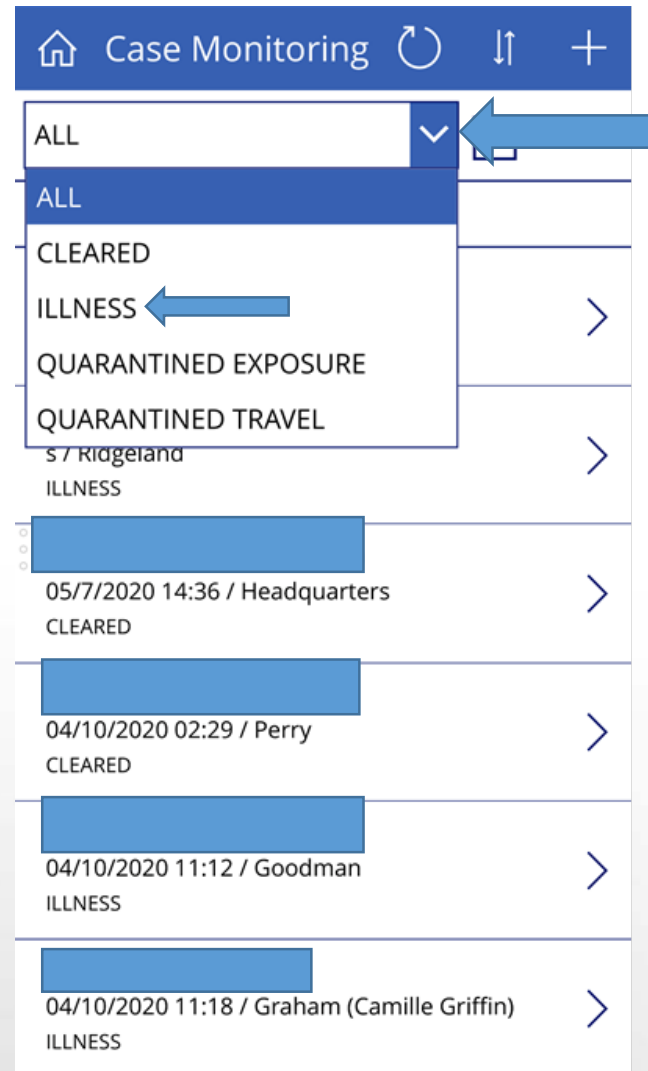 Case Monitoring
ALL
ALL
CLEARED
ILLNESS
QUARANTINED EXPOSURE
QUARANTINED TRAVEL
s / Ridgeland
ILLNESS
05/7/2020 14:36 / Headquarters
CLEARED
04/10/2020 02:29 / Perry
CLEARED
04/10/2020 11:12 / Goodman
ILLNESS
04/10/2020 11:18 / Graham (Camille Griffin)
ILLNESS